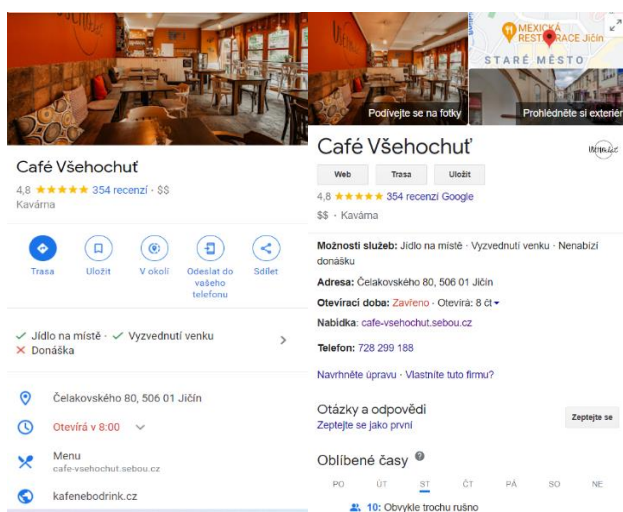 Café Všehochuť
4,8 ★★★★★ 354 recenzí · $$
Kavárna
Trasa
Uložit
V okolí
Odeslat do vašeho telefonu
Sdílet
✓ Jídlo na místě · ✓ Vyzvednutí venku
✕ Donáška
Čelakovského 80, 506 01 Jičín
Otevírá v 8:00
Menu
cafe-vsehochut.sebou.cz
kafenebodrink.cz
MEXICKÁ
RESTAURACE Jičín
STARÉ MĚSTO
Podívejte se na fotky
Prohlédněte si exteriér
Café Všehochuť
Web
Trasa
Uložit
4,8 ★★★★★ 354 recenzí Google
$$ · Kavárna
Možnosti služeb: Jídlo na místě · Vyzvednutí venku · Nenabízí
donášku
Adresa: Čelakovského 80, 506 01 Jičín
Otevírací doba: Zavřeno · Otevírá: 8 čt
Nabídka: cafe-vsehochut.sebou.cz
Telefon: 728 299 188
Navrhněte úpravu · Vlastníte tuto firmu?
Otázky a odpovědi
Zeptejte se jako první
Zeptejte se
Oblíbené časy
PO ÚT ST ČT PÁ SO NE
10: Obvykle trochu rušno